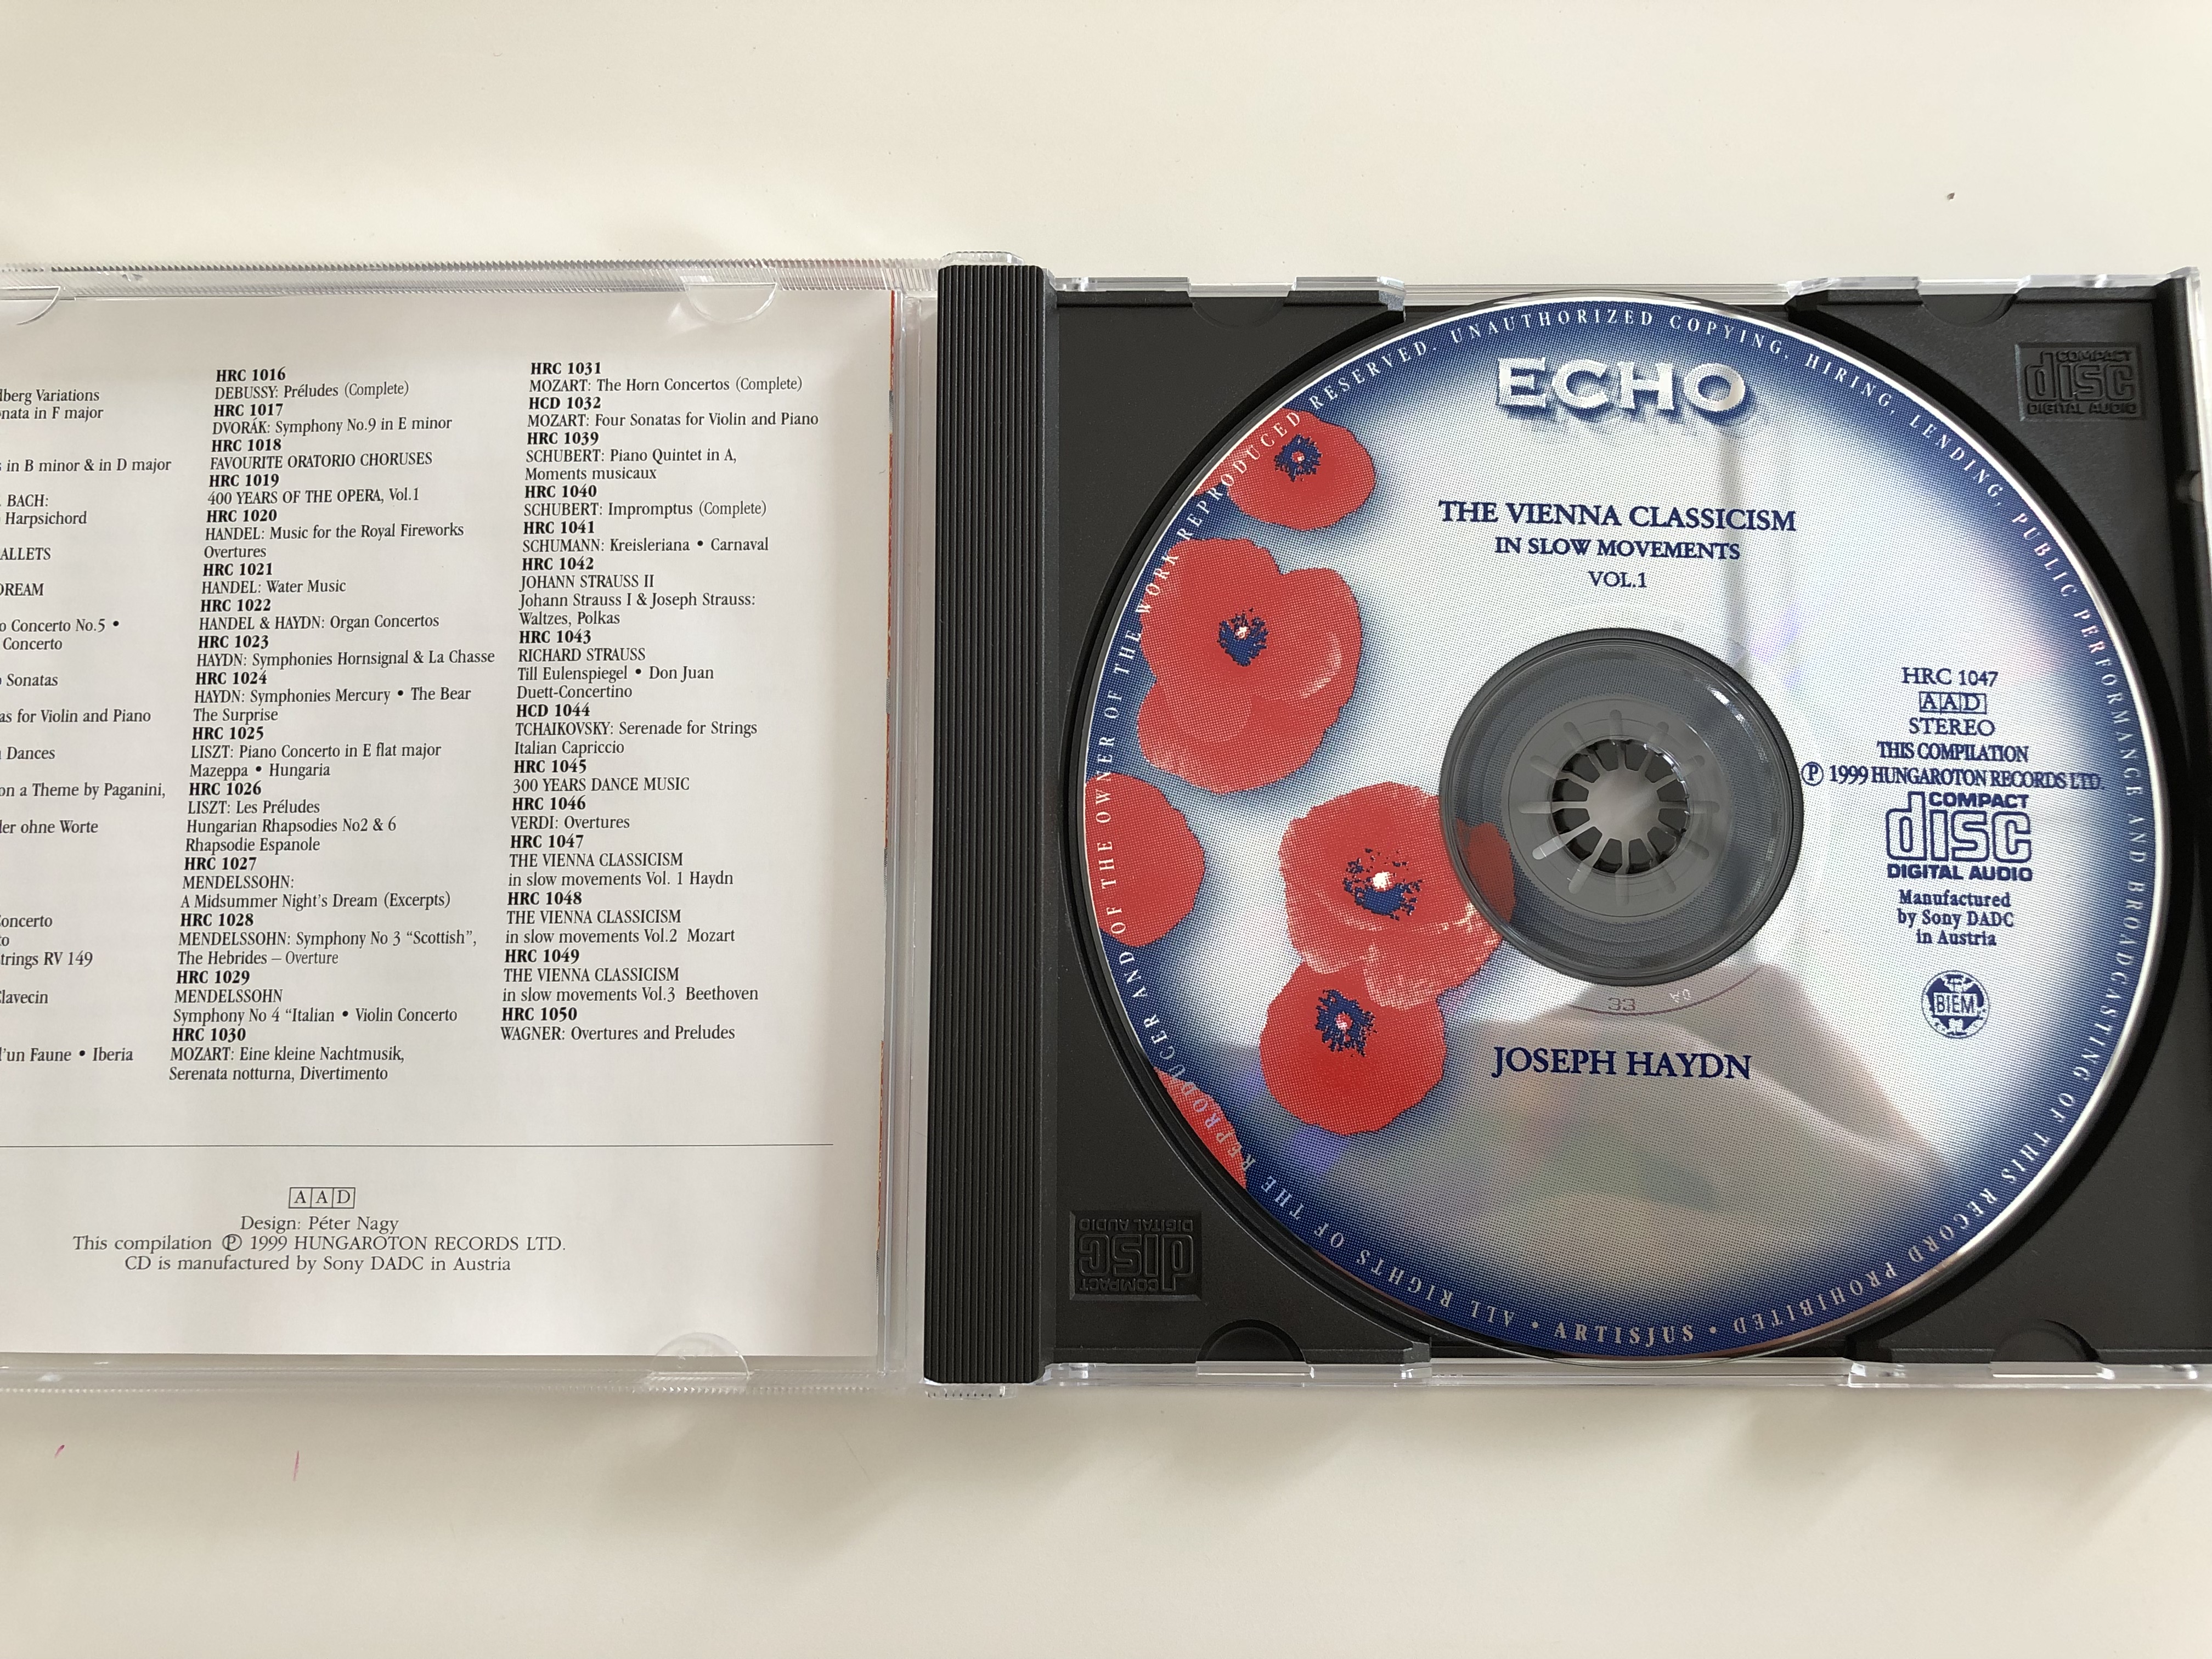 dberg Variations
nata in F major
s in B minor & in D major
. BACH:
Harpsichord
ALLETS
DREAM
o Concerto No.5 •
Concerto
Sonatas
as for Violin and Piano
Dances
on a Theme by Paganini,
der ohne Worte
Concerto
to
trings RV 149
Clavecin
l'un Faune • Iberia
HRC 1016
DEBUSSY: Préludes (Complete)
HRC 1017
DVORÁK: Symphony No.9 in E minor
HRC 1018
FAVOURITE ORATORIO CHORUSES
HRC 1019
400 YEARS OF THE OPERA, Vol.1
HRC 1020
HANDEL: Music for the Royal Fireworks
Overtures
HRC 1021
HANDEL: Water Music
HRC 1022
HANDEL & HAYDN: Organ Concertos
HRC 1023
HAYDN: Symphonies Hornsignal & La Chasse
HRC 1024
HAYDN: Symphonies Mercury • The Bear
The Surprise
HRC 1025
LISZT: Piano Concerto in E flat major
Mazeppa • Hungaria
HRC 1026
LISZT: Les Préludes
Hungarian Rhapsodies No2 & 6
Rhapsodie Espanole
HRC 1027
MENDELSSOHN:
A Midsummer Night's Dream (Excerpts)
HRC 1028
MENDELSSOHN: Symphony No 3 “Scottish”,
The Hebrides – Overture
HRC 1029
MENDELSSOHN
Symphony No 4 “Italian • Violin Concerto
HRC 1030
MOZART: Eine kleine Nachtmusik,
Serenata notturna, Divertimento
HRC 1031
MOZART: The Horn Concertos (Complete)
HCD 1032
MOZART: Four Sonatas for Violin and Piano
HRC 1039
SCHUBERT: Piano Quintet in A,
Moments musicaux
HRC 1040
SCHUBERT: Impromptus (Complete)
HRC 1041
SCHUMANN: Kreisleriana • Carnaval
HRC 1042
JOHANN STRAUSS II
Johann Strauss I & Joseph Strauss:
Waltzes, Polkas
HRC 1043
RICHARD STRAUSS
Till Eulenspiegel • Don Juan
Duett-Concertino
HCD 1044
TCHAIKOVSKY: Serenade for Strings
Italian Capriccio
HRC 1045
300 YEARS DANCE MUSIC
HRC 1046
VERDI: Overtures
HRC 1047
THE VIENNA CLASSICISM
in slow movements Vol. 1 Haydn
HRC 1048
THE VIENNA CLASSICISM
in slow movements Vol.2 Mozart
HRC 1049
THE VIENNA CLASSICISM
in slow movements Vol.3 Beethoven
HRC 1050
WAGNER: Overtures and Preludes
AAD
Design: Péter Nagy
This compilation ℗ 1999 HUNGAROTON RECORDS LTD.
CD is manufactured by Sony DADC in Austria
ECHO
THE VIENNA CLASSICISM
IN SLOW MOVEMENTS
VOL.1
HRC 1047
AAD
STEREO
THIS COMPILATION
℗ 1999 HUNGAROTON RECORDS LTD.
COMPACT
disc
DIGITAL AUDIO
Manufactured
by Sony DADC
in Austria
BIEM
JOSEPH HAYDN
33
ALL RIGHTS OF THE REPRODUCER AND OF THE OWNER OF THE WORK REPRODUCED RESERVED. UNAUTHORIZED COPYING, HIRING, LENDING, PUBLIC PERFORMANCE AND BROADCASTING OF THIS RECORD PROHIBITED • ARTISJUS •
COMPACT
disc
DIGITAL AUDIO
COMPACT
disc
DIGITAL AUDIO